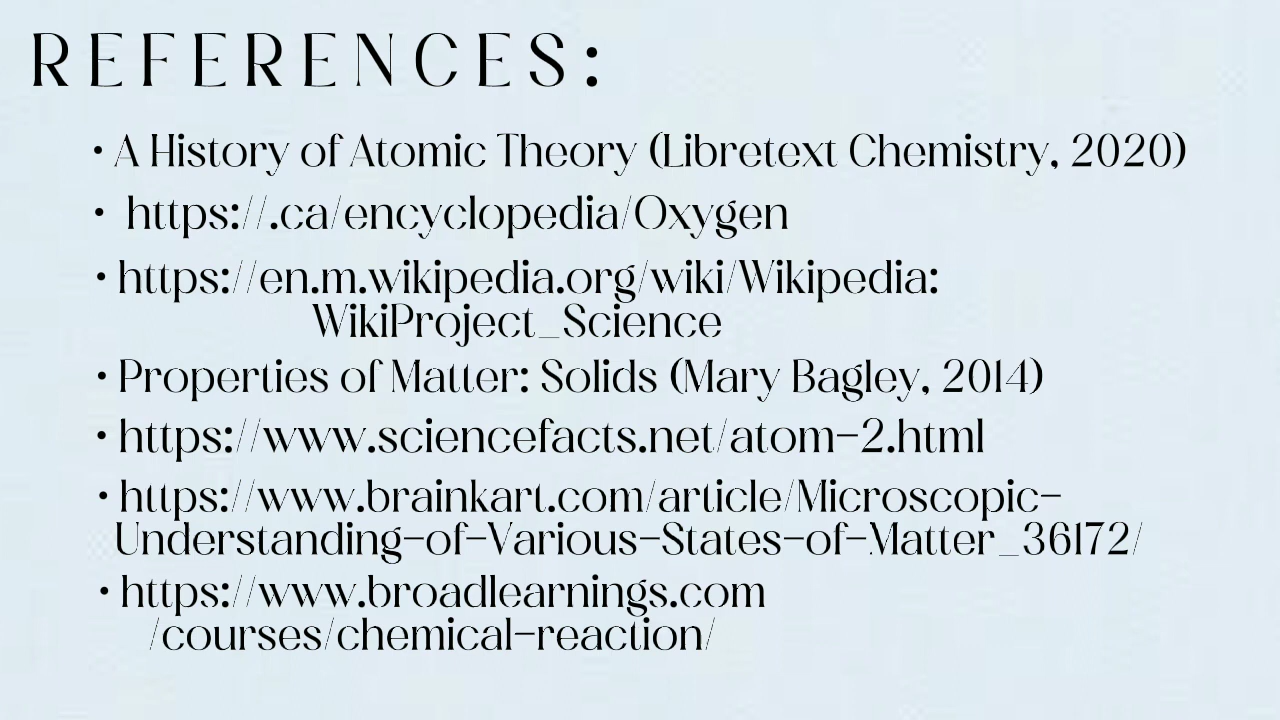 REFERENCES:
• A History of Atomic Theory (Libretext Chemistry, 2020)
• https://.ca/encyclopedia/Oxygen
• https://en.m.wikipedia.org/wiki/Wikipedia:
WikiProject_Science
• Properties of Matter: Solids (Mary Bagley, 2014)
• https://www.sciencefacts.net/atom-2.html
• https://www.brainkart.com/article/Microscopic-
Understanding-of-Various-States-of-Matter_36172/
• https://www.broadlearnings.com
/courses/chemical-reaction/